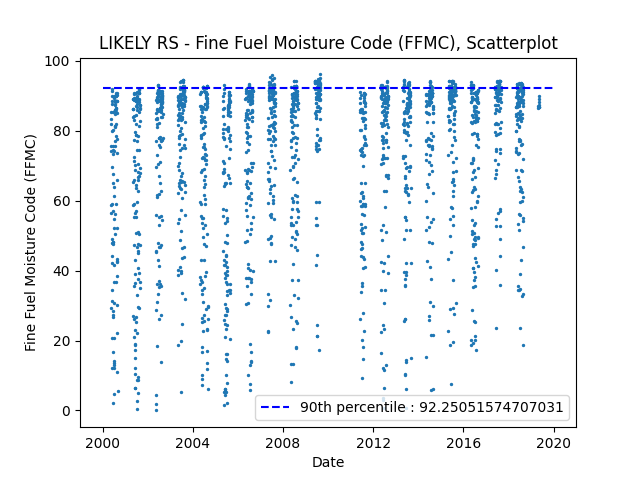 LIKELY RS - Fine Fuel Moisture Code (FFMC), Scatterplot
100
80
60
40
20
0
Fine Fuel Moisture Code (FFMC)
90th percentile : 92.25051574707031
2000 2004 2008 2012 2016 2020
Date